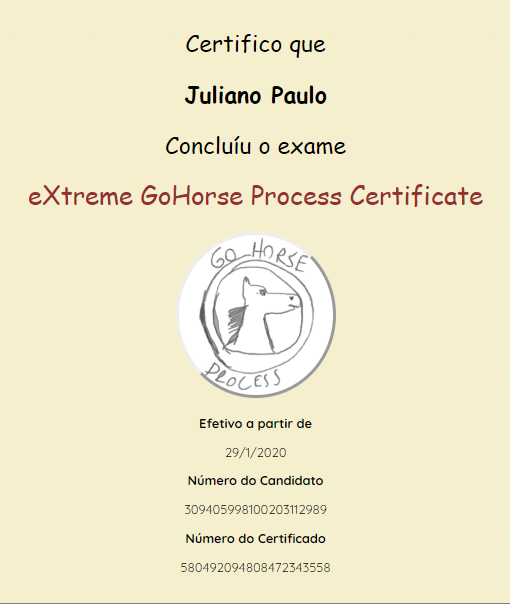 Certifico que
Juliano Paulo
Concluíu o exame
eXtreme GoHorse Process Certificate
GO HORSE
PROCESS
Efetivo a partir de
29/1/2020
Número do Candidato
309405998100203112989
Número do Certificado
580492094808472343558